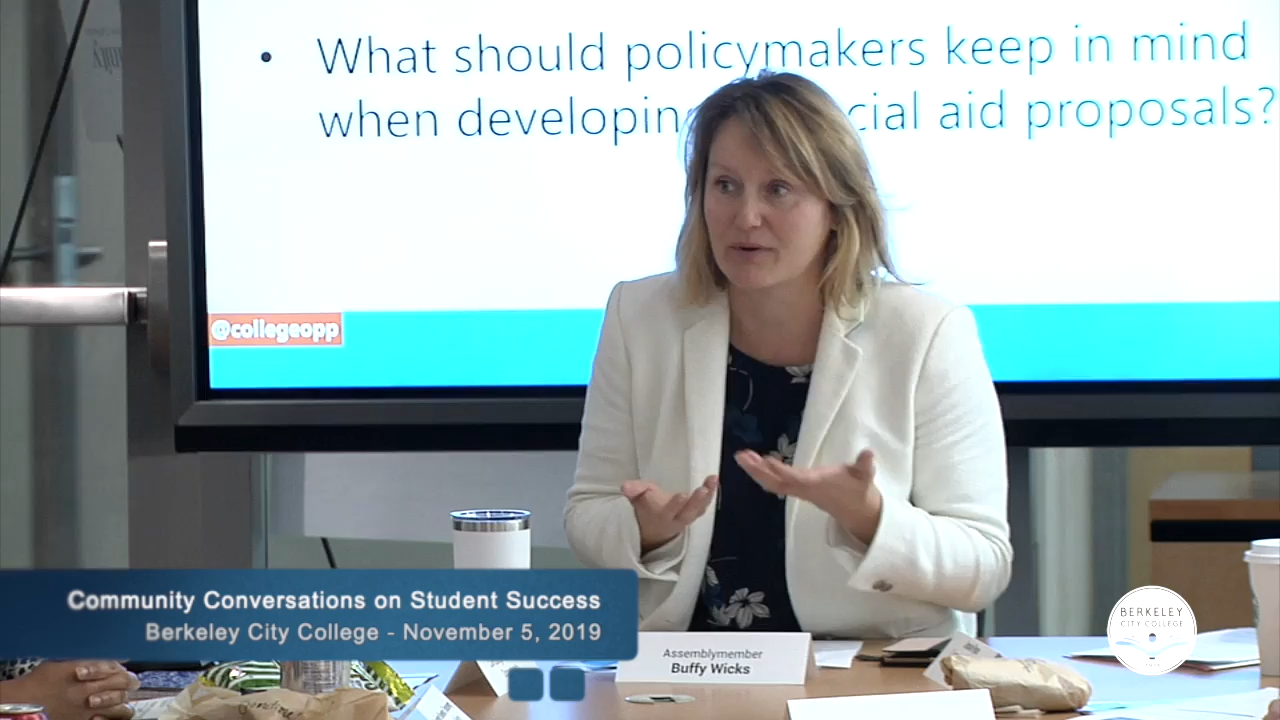 • What should policymakers keep in mind
when developing cial aid proposals?
@collegeopp
Community Conversations on Student Success
Berkeley City College - November 5, 2019
Assemblymember
Buffy Wicks
BERKELEY
CITY COLLEGE